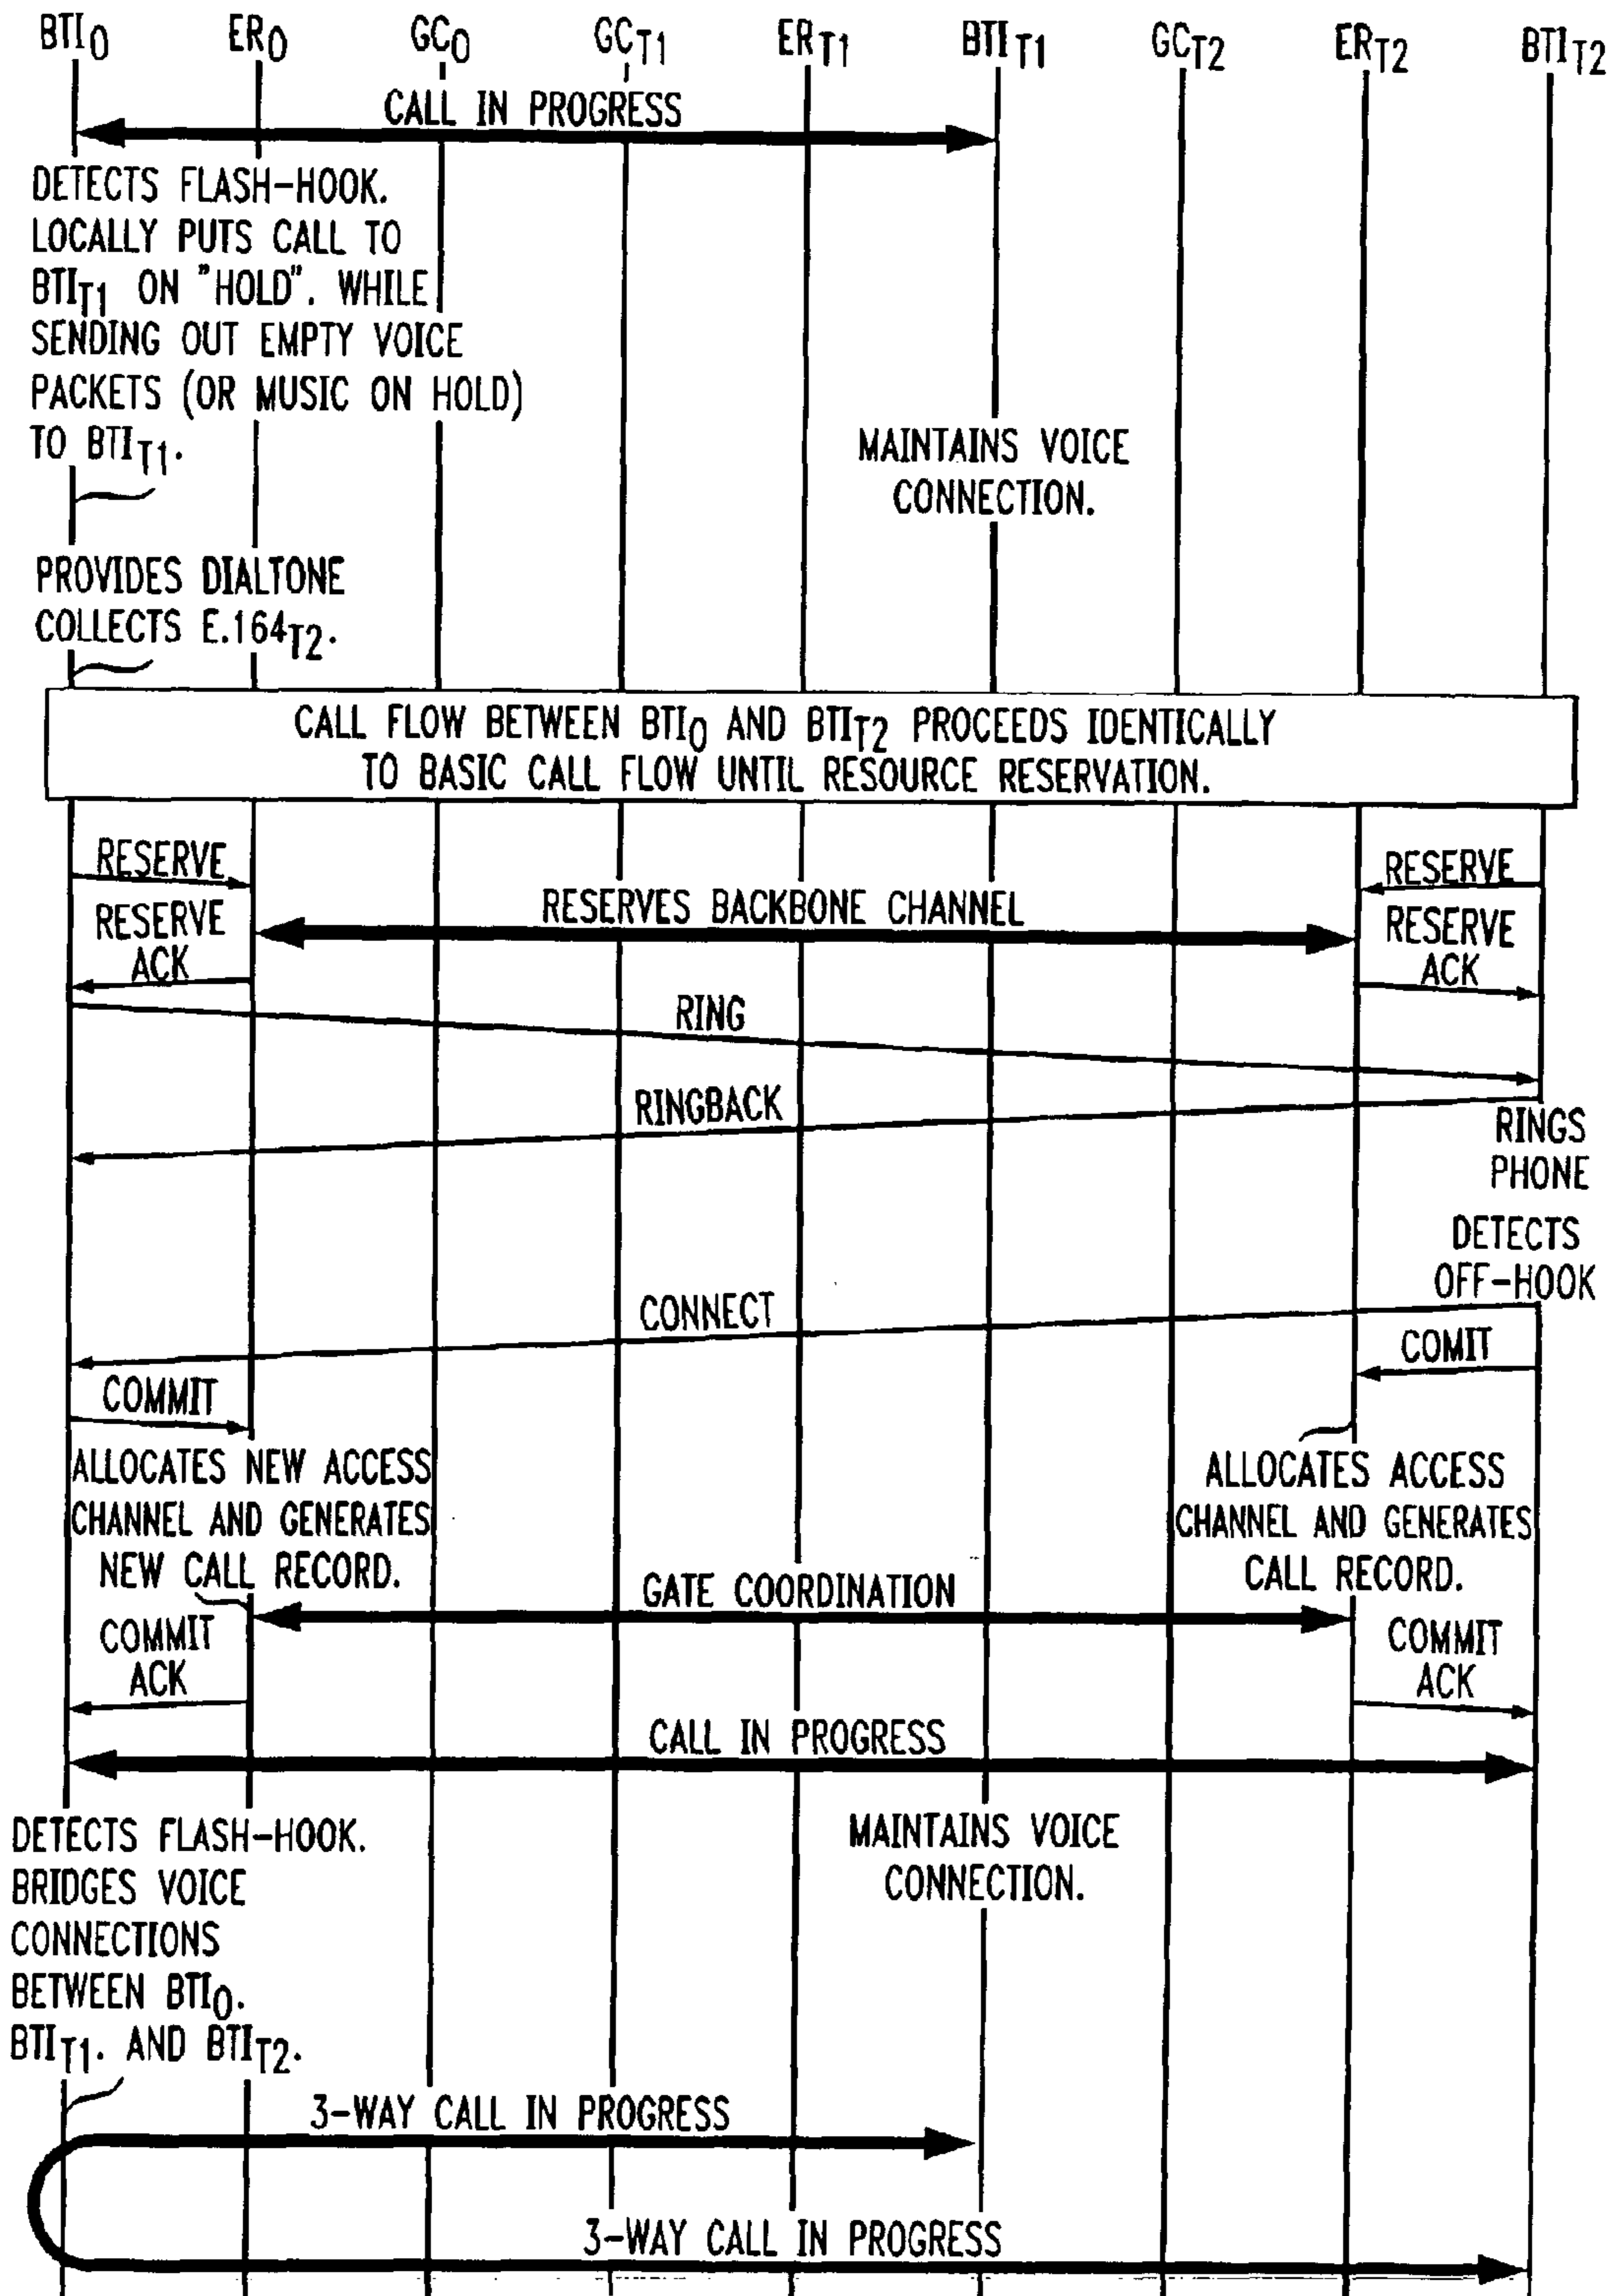 BTIO ERO GCO GCT1 ERT1 BTIT1 GCT2 ERT2 BTIT2
CALL IN PROGRESS
DETECTS FLASH-HOOK.
LOCALLY PUTS CALL TO
BTIT1 ON "HOLD". WHILE
SENDING OUT EMPTY VOICE
PACKETS (OR MUSIC ON HOLD)
TO BTIT1.
MAINTAINS VOICE
CONNECTION.
PROVIDES DIALTONE
COLLECTS E.164T2.
CALL FLOW BETWEEN BTIO AND BTIT2 PROCEEDS IDENTICALLY
TO BASIC CALL FLOW UNTIL RESOURCE RESERVATION.
RESERVE
RESERVE
RESERVES BACKBONE CHANNEL
RESERVE
ACK
RESERVE
ACK
RING
RINGBACK
RINGS
PHONE
DETECTS
OFF-HOOK
CONNECT
COMIT
COMMIT
ALLOCATES NEW ACCESS
CHANNEL AND GENERATES
NEW CALL RECORD.
ALLOCATES ACCESS
CHANNEL AND GENERATES
CALL RECORD.
GATE COORDINATION
COMMIT
ACK
COMMIT
ACK
CALL IN PROGRESS
DETECTS FLASH-HOOK.
BRIDGES VOICE
CONNECTIONS
BETWEEN BTIO.
BTIT1. AND BTIT2.
MAINTAINS VOICE
CONNECTION.
3-WAY CALL IN PROGRESS
3-WAY CALL IN PROGRESS